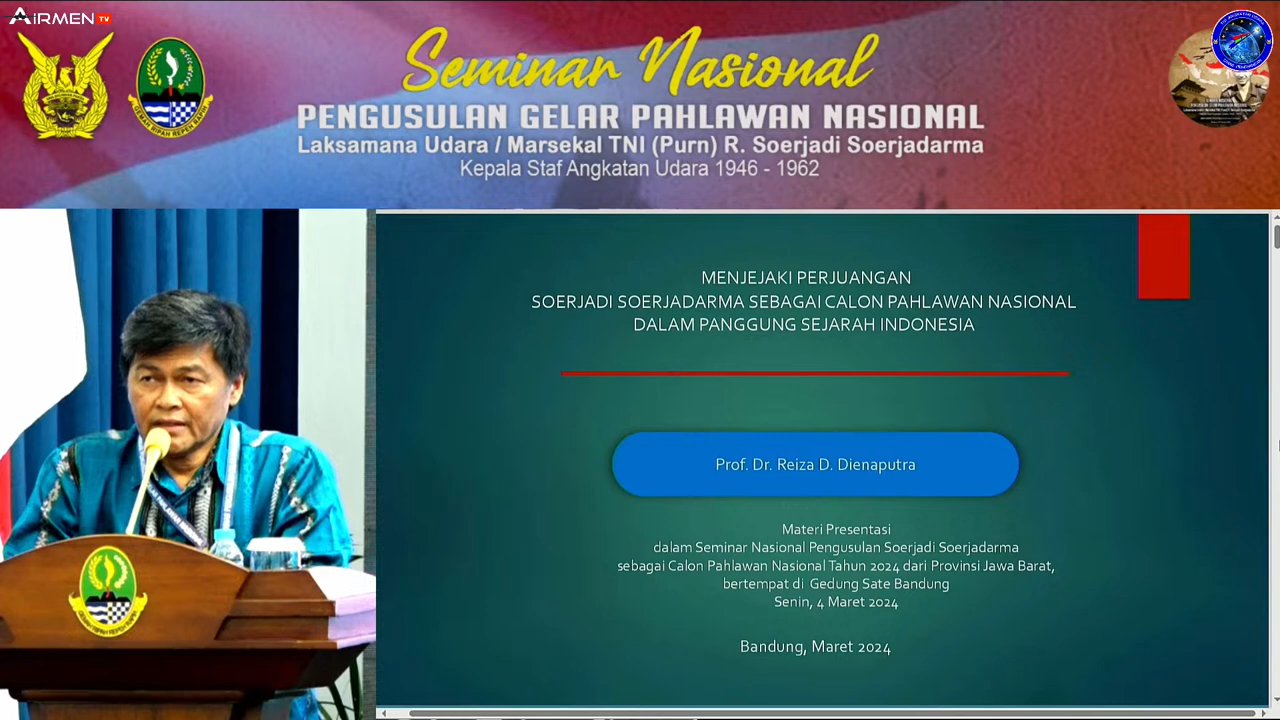 AiRMEN TV
Seminar Nasional
PENGUSULAN GELAR PAHLAWAN NASIONAL
Laksamana Udara / Marsekal TNI (Purn) R. Soerjadi Soerjadarma
Kepala Staf Angkatan Udara 1946 - 1962
MENJEJAKI PERJUANGAN
SOERJADI SOERJADARMA SEBAGAI CALON PAHLAWAN NASIONAL
DALAM PANGGUNG SEJARAH INDONESIA
Prof. Dr. Reiza D. Dienaputra
Materi Presentasi
dalam Seminar Nasional Pengusulan Soerjadi Soerjadarma
sebagai Calon Pahlawan Nasional Tahun 2024 dari Provinsi Jawa Barat,
bertempat di Gedung Sate Bandung
Senin, 4 Maret 2024
Bandung, Maret 2024